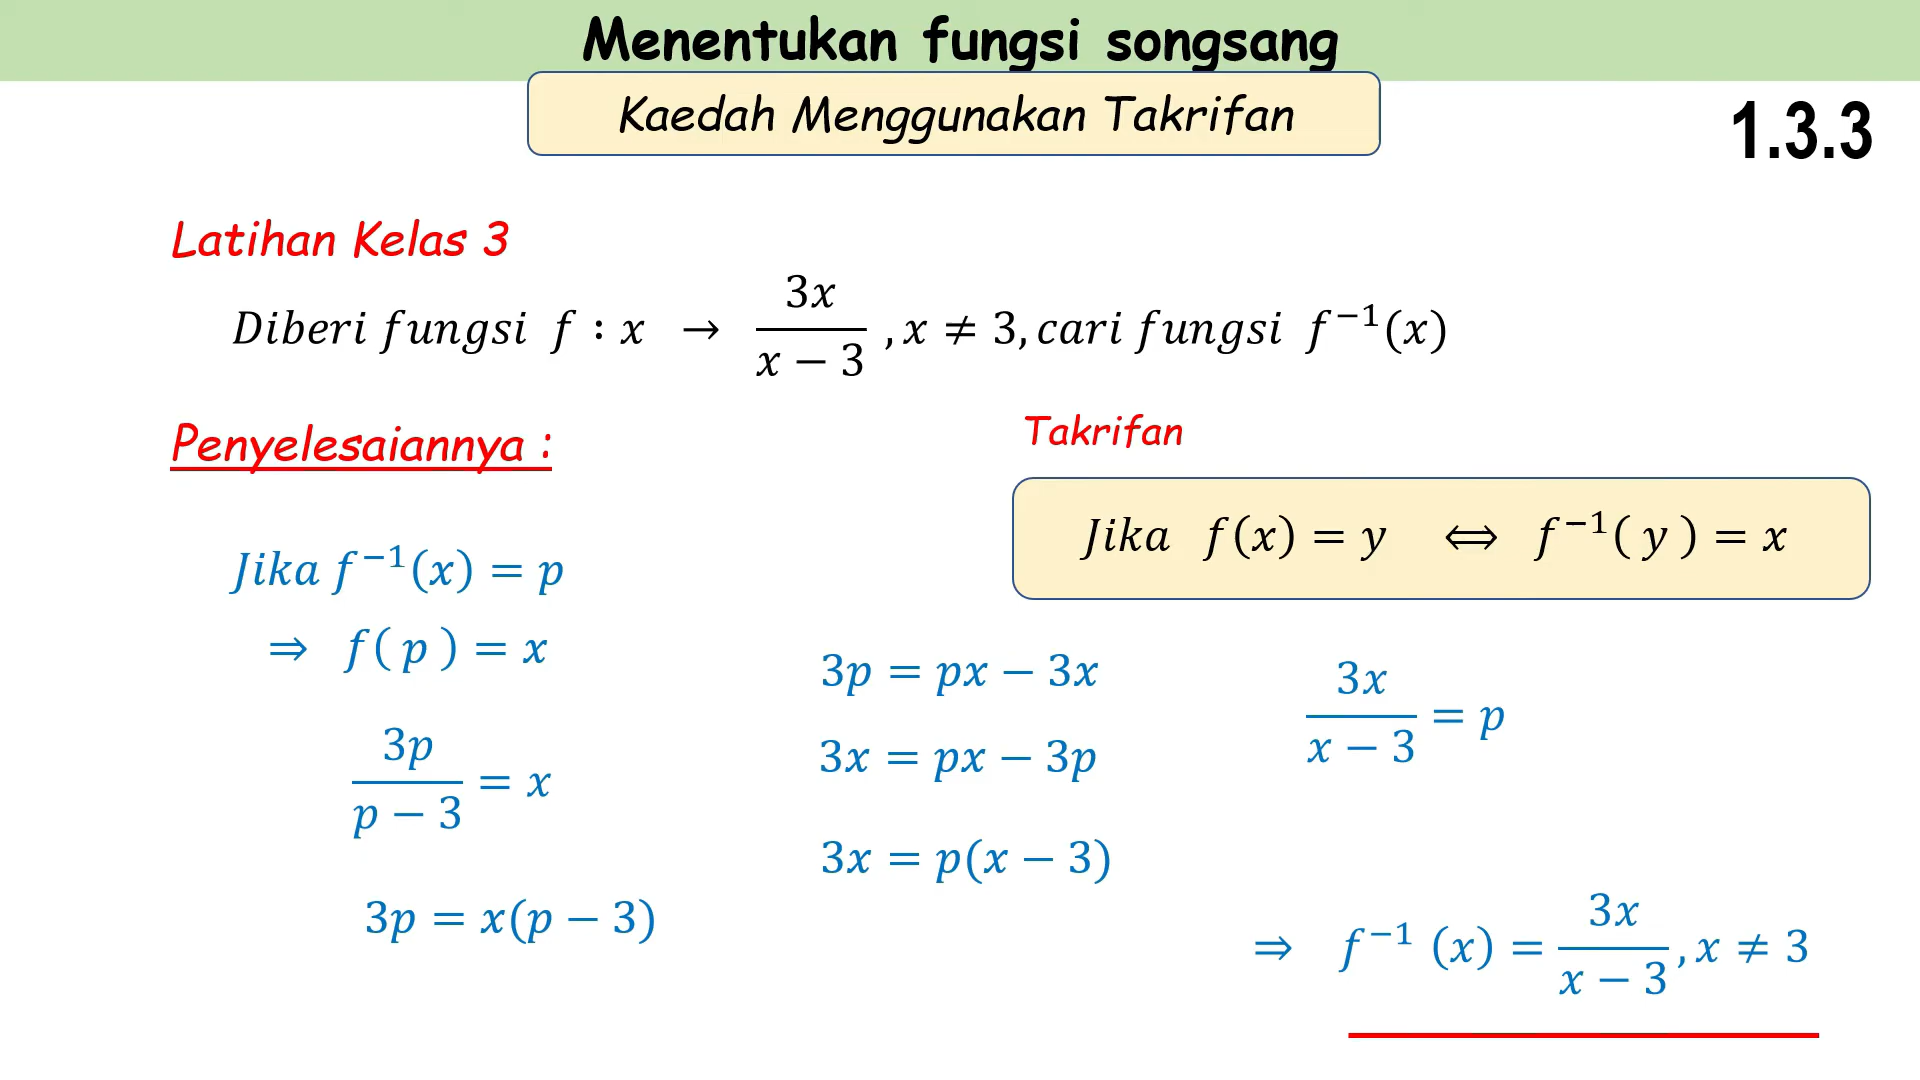 Menentukan fungsi songsang
Kaedah Menggunakan Takrifan
1.3.3
Latihan Kelas 3
Diberi fungsi f : x → 3x/(x − 3) , x ≠ 3, cari fungsi f⁻¹(x)
Penyelesaiannya :
Jika f⁻¹(x) = p
⇒ f( p ) = x
3p/(p − 3) = x
3p = x(p − 3)
Takrifan
Jika f(x) = y ⟺ f⁻¹( y ) = x
3p = px − 3x
3x = px − 3p
3x = p(x − 3)
3x/(x − 3) = p
⇒ f⁻¹ (x) = 3x/(x − 3) , x ≠ 3